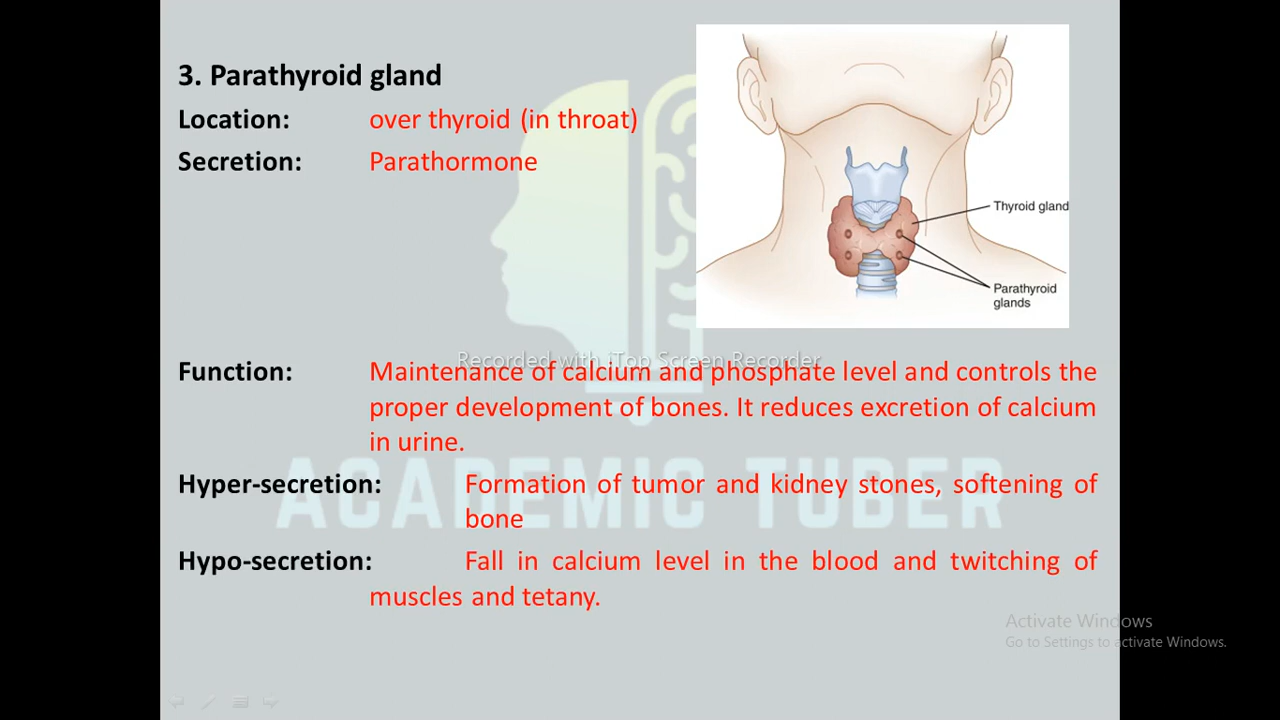 3. Parathyroid gland
Location: over thyroid (in throat)
Secretion: Parathormone
Thyroid gland
Parathyroid
glands
Recorded with iTop Screen Recorder
Function: Maintenance of calcium and phosphate level and controls the
proper development of bones. It reduces excretion of calcium
in urine.
ACADEMIC TUBER
Hyper-secretion: Formation of tumor and kidney stones, softening of
bone
Hypo-secretion: Fall in calcium level in the blood and twitching of
muscles and tetany.
Activate Windows
Go to Settings to activate Windows.